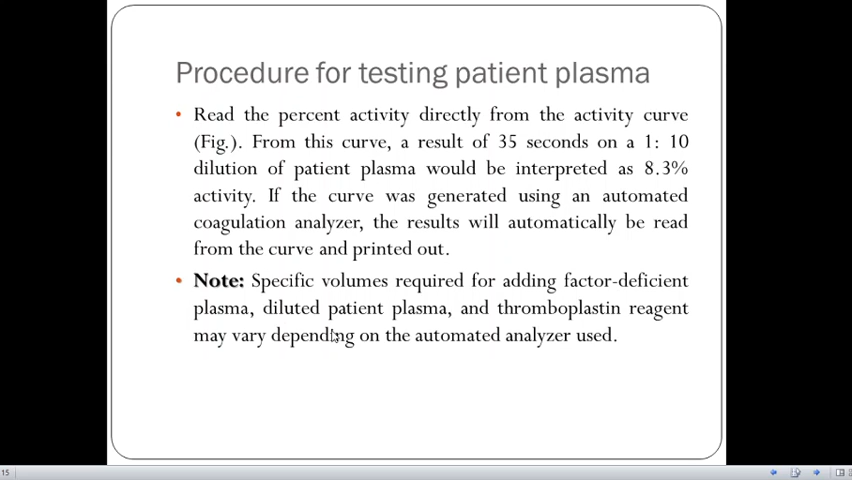 Procedure for testing patient plasma
• Read the percent activity directly from the activity curve
(Fig.). From this curve, a result of 35 seconds on a 1: 10
dilution of patient plasma would be interpreted as 8.3%
activity. If the curve was generated using an automated
coagulation analyzer, the results will automatically be read
from the curve and printed out.
• Note: Specific volumes required for adding factor-deficient
plasma, diluted patient plasma, and thromboplastin reagent
may vary depending on the automated analyzer used.
15